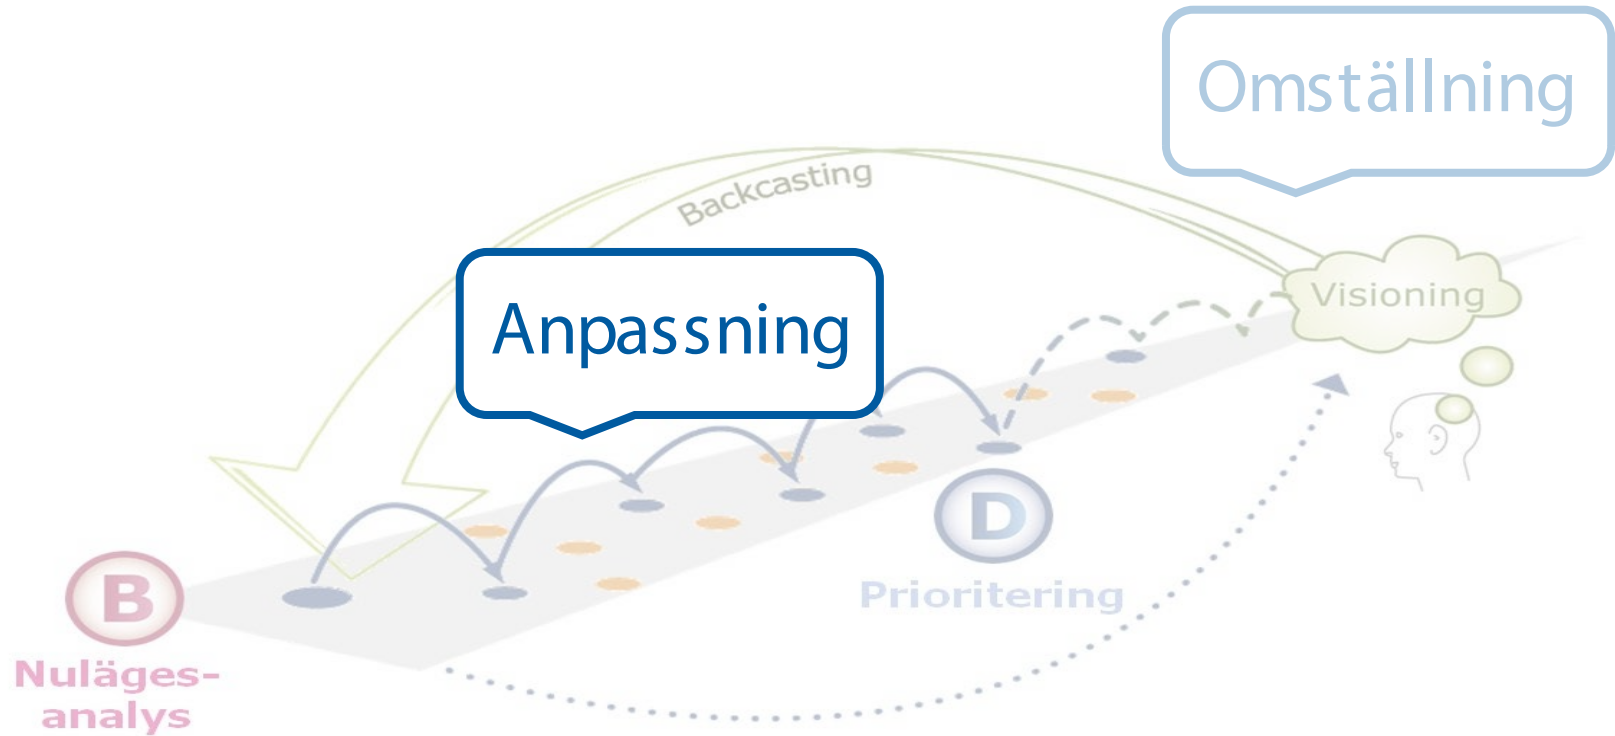 Omställning
Backcasting
Visioning
Anpassning
D
Prioritering
B
Nuläges-
analys